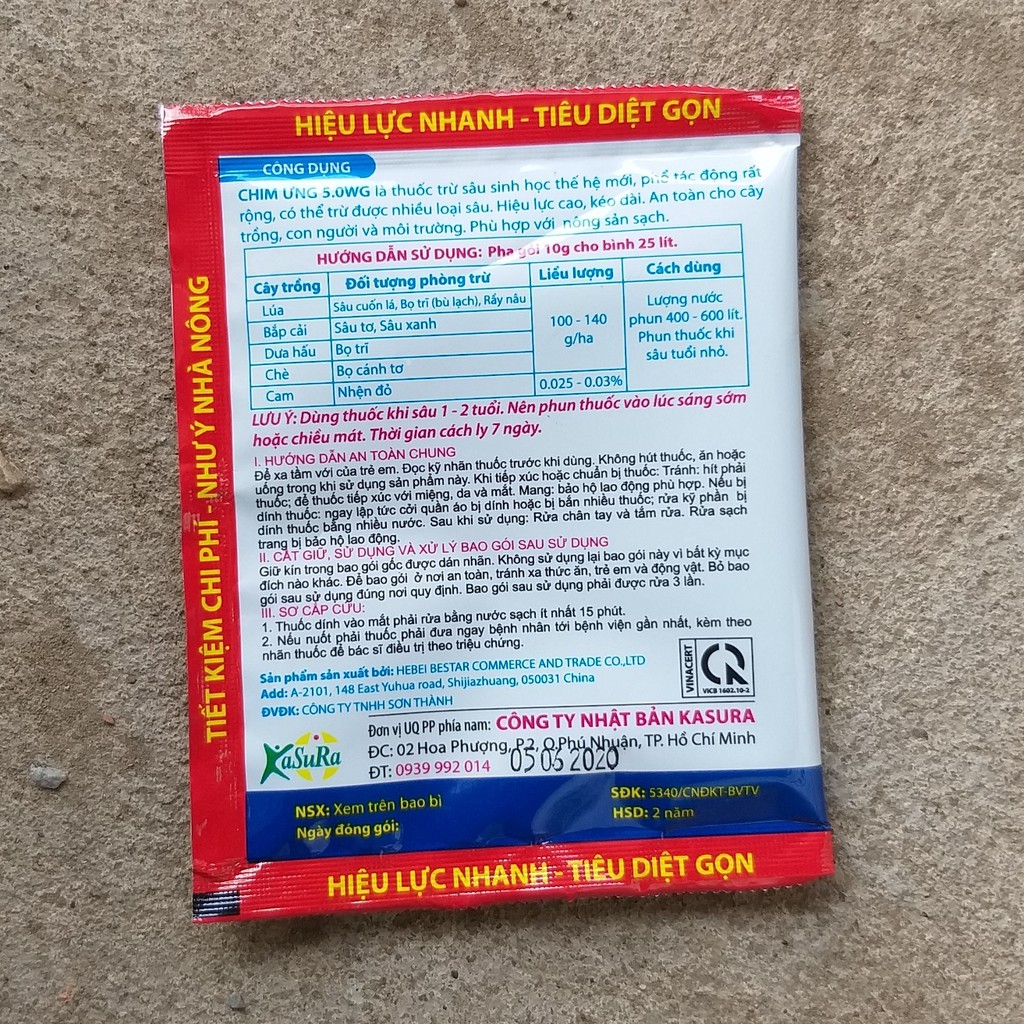 HIỆU LỰC NHANH - TIÊU DIỆT GỌN
TIẾT KIỆM CHI PHÍ - NHƯ Ý NHÀ NÔNG
CÔNG DỤNG
CHIM ƯNG 5.0WG là thuốc trừ sâu sinh học thế hệ mới, phổ tác động rất
rộng, có thể trừ được nhiều loại sâu. Hiệu lực cao, kéo dài. An toàn cho cây
trồng, con người và môi trường. Phù hợp với nông sản sạch.
HƯỚNG DẪN SỬ DỤNG: Pha gói 10g cho bình 25 lít.
Cây trồng Đối tượng phòng trừ Liều lượng Cách dùng
Lúa Sâu cuốn lá, Bọ trĩ (bù lạch), Rầy nâu
Bắp cải Sâu tơ, Sâu xanh
Dưa hấu Bọ trĩ
Chè Bọ cánh tơ
Cam Nhện đỏ
100 - 140
g/ha
0.025 - 0.03%
Lượng nước
phun 400 - 600 lít.
Phun thuốc khi
sâu tuổi nhỏ.
LƯU Ý: Dùng thuốc khi sâu 1 - 2 tuổi. Nên phun thuốc vào lúc sáng sớm
hoặc chiều mát. Thời gian cách ly 7 ngày.
I. HƯỚNG DẪN AN TOÀN CHUNG
Để xa tầm với của trẻ em. Đọc kỹ nhãn thuốc trước khi dùng. Không hút thuốc, ăn hoặc
uống trong khi sử dụng sản phẩm này. Khi tiếp xúc hoặc chuẩn bị thuốc: Tránh: hít phải
thuốc; để thuốc tiếp xúc với miệng, da và mắt. Mang: bảo hộ lao động phù hợp. Nếu bị
dính thuốc: ngay lập tức cởi quần áo bị dính hoặc bị bắn nhiều thuốc; rửa kỹ phần bị
dính thuốc bằng nhiều nước. Sau khi sử dụng: Rửa chân tay và tắm rửa. Rửa sạch
trang bị bảo hộ lao động.
II. CẤT GIỮ, SỬ DỤNG VÀ XỬ LÝ BAO GÓI SAU SỬ DỤNG
Giữ kín trong bao gói gốc được dán nhãn. Không sử dụng lại bao gói này vì bất kỳ mục
đích nào khác. Để bao gói ở nơi an toàn, tránh xa thức ăn, trẻ em và động vật. Bỏ bao
gói sau sử dụng đúng nơi quy định. Bao gói sau sử dụng phải được rửa 3 lần.
III. SƠ CẤP CỨU:
1. Thuốc dính vào mắt phải rửa bằng nước sạch ít nhất 15 phút.
2. Nếu nuốt phải thuốc phải đưa ngay bệnh nhân tới bệnh viện gần nhất, kèm theo
nhãn thuốc để bác sĩ điều trị theo triệu chứng.
Sản phẩm sản xuất bởi: HEBEI BESTAR COMMERCE AND TRADE CO.,LTD
Add: A-2101, 148 East Yuhua road, Shijiazhuang, 050031 China
ĐVĐK: CÔNG TY TNHH SƠN THÀNH
VINACERT
VICB 1602.10-2
KaSuRa
Đơn vị UQ PP phía nam: CÔNG TY NHẬT BẢN KASURA
ĐC: 02 Hoa Phượng, P.2, Q.Phú Nhuận, TP. Hồ Chí Minh
ĐT: 0939 992 014
05 03 2020
NSX: Xem trên bao bì
Ngày đóng gói:
SĐK: 5340/CNĐKT-BVTV
HSD: 2 năm
HIỆU LỰC NHANH - TIÊU DIỆT GỌN